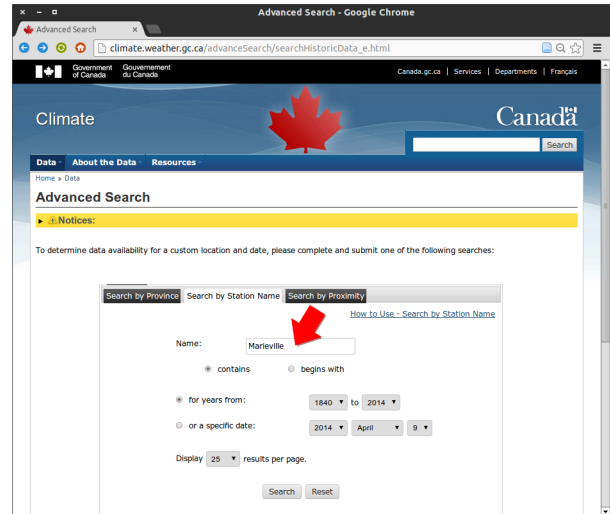 Advanced Search - Google Chrome
Advanced Search
climate.weather.gc.ca/advanceSearch/searchHistoricData_e.html
Government of Canada Gouvernement du Canada
Canada.gc.ca | Services | Departments | Français
Climate
Canada
Search
Data
About the Data
Resources
Home > Data
Advanced Search
Notices:
To determine data availability for a custom location and date, please complete and submit one of the following searches:
Search by Province Search by Station Name Search by Proximity
How to Use - Search by Station Name
Name: Marieville
contains begins with
for years from: 1840 to 2014
or a specific date: 2014 April 9
Display 25 results per page.
Search Reset